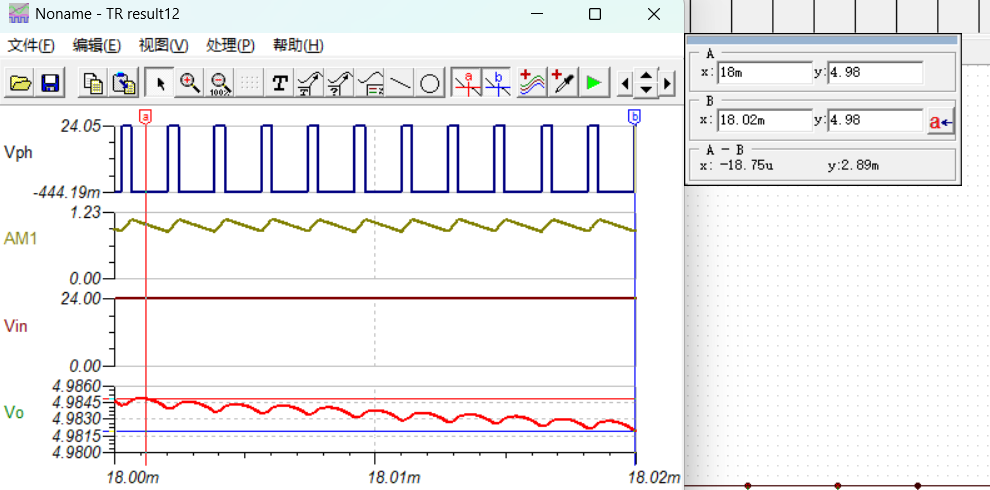 Noname - TR result12
文件(F) 编辑(E) 视图(V) 处理(P) 帮助(H)
100% T ? a b
a b
24.05
Vph
-444.19m
1.23
AM1
0.00
24.00
Vin
0.00
4.9860
4.9845
Vo
4.9830
4.9815
4.9800
18.00m 18.01m 18.02m
A
x: 18m y: 4.98
B
x: 18.02m y: 4.98 a
A - B
x: -18.75u y:2.89m